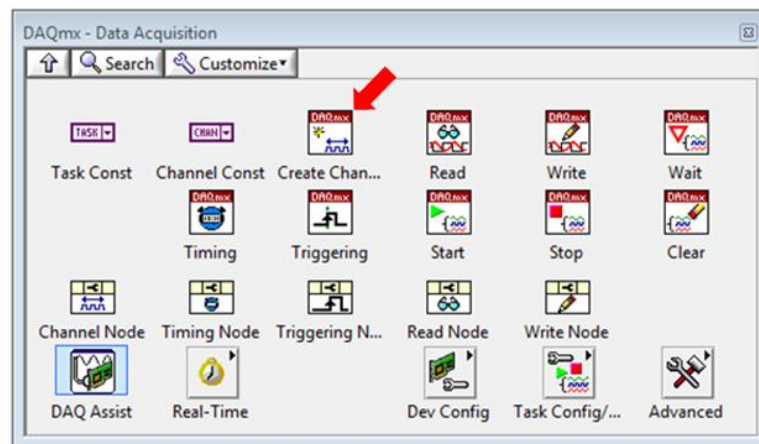 DAQmx - Data Acquisition
Search Customize
DAQmx DAQmx DAQmx DAQmx
TASK CHAN
Task Const Channel Const Create Chan... Read Write Wait
DAQmx DAQmx DAQmx DAQmx DAQmx
Timing Triggering Start Stop Clear
Channel Node Timing Node Triggering N... Read Node Write Node
DAQ Assist Real-Time Dev Config Task Config/... Advanced